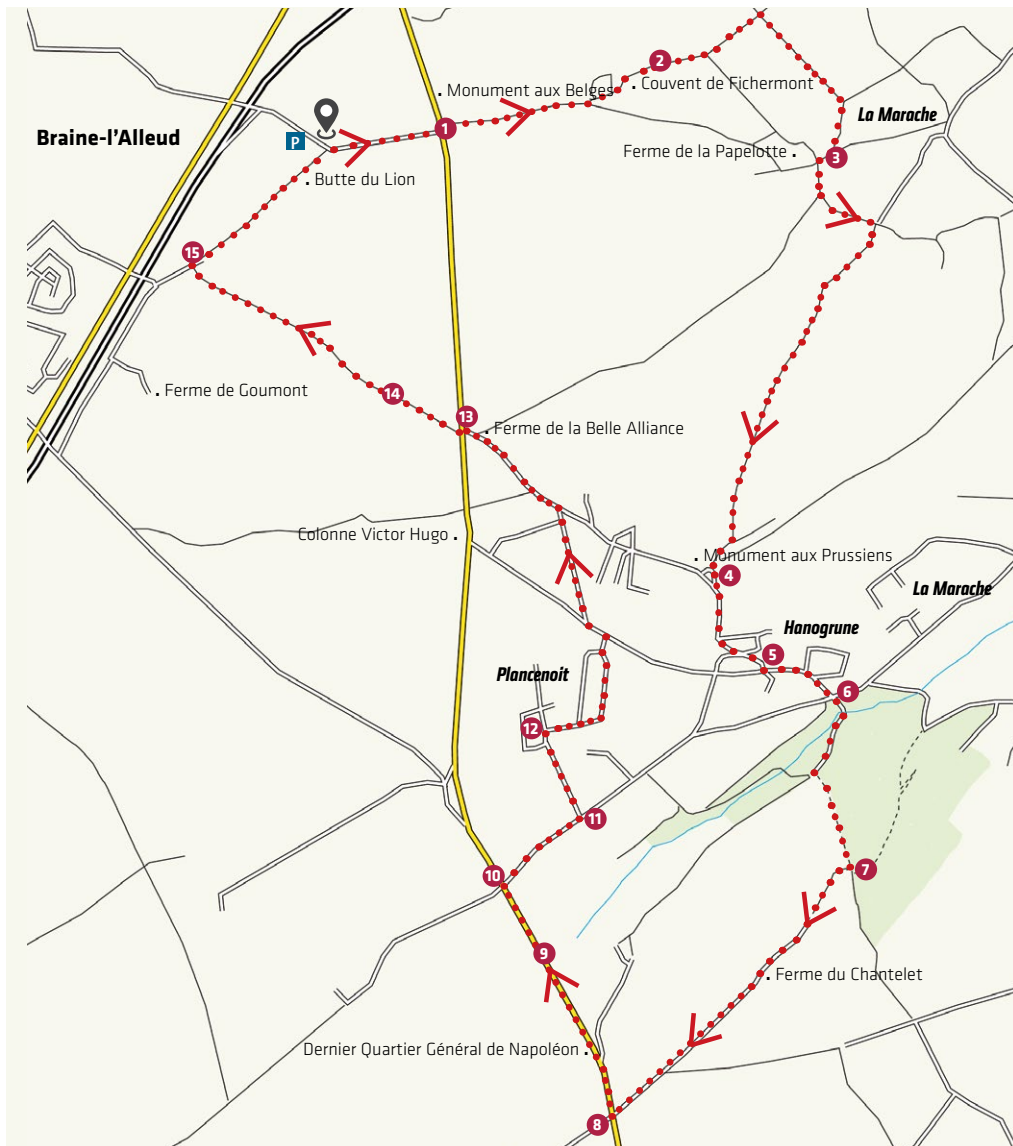 Monument aux Belges
2
Couvent de Fichermont
La Marache
Braine-l'Alleud
P
1
Ferme de la Papelotte
3
Butte du Lion
15
Ferme de Goumont
14
13
Ferme de la Belle Alliance
Colonne Victor Hugo
Monument aux Prussiens
4
La Marache
Hanogrune
5
Plancenoit
6
12
11
7
10
9
Ferme du Chantelet
Dernier Quartier Général de Napoléon
8